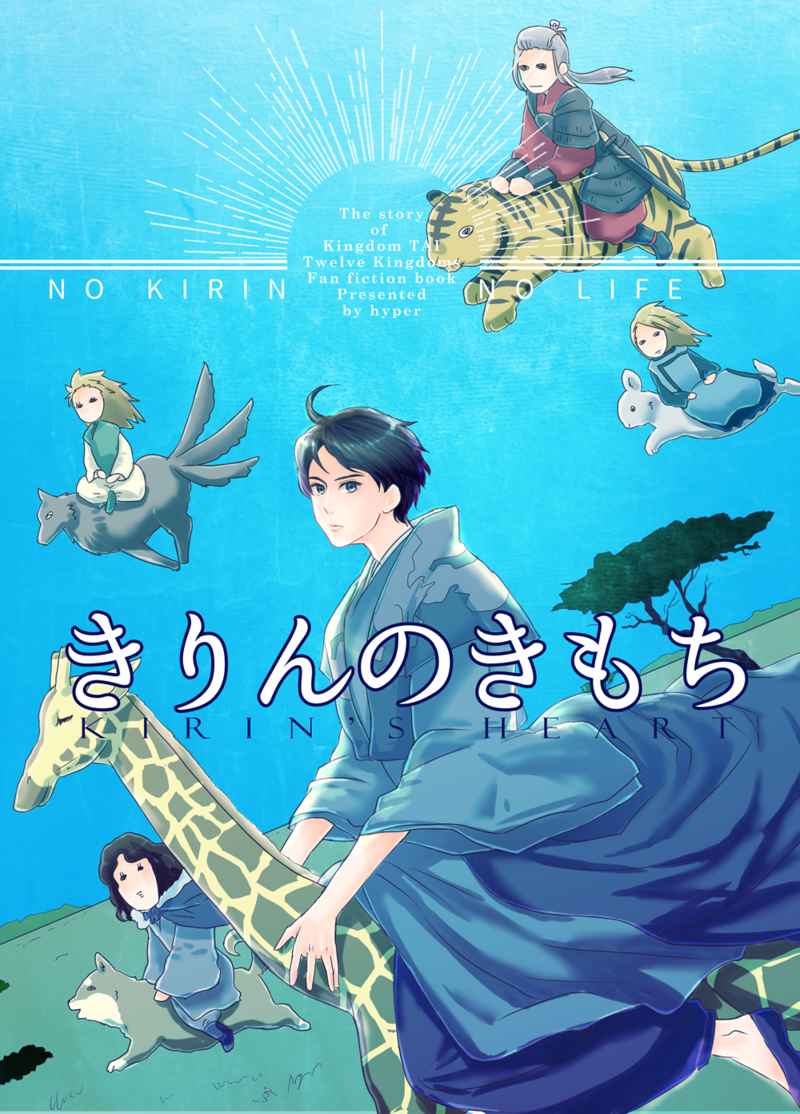 The story
of
Kingdom TAI
Twelve Kingdoms
Fan fiction book
Presented
by hyper
NO KIRIN NO LIFE
きりんのきもち
KIRIN'S HEART